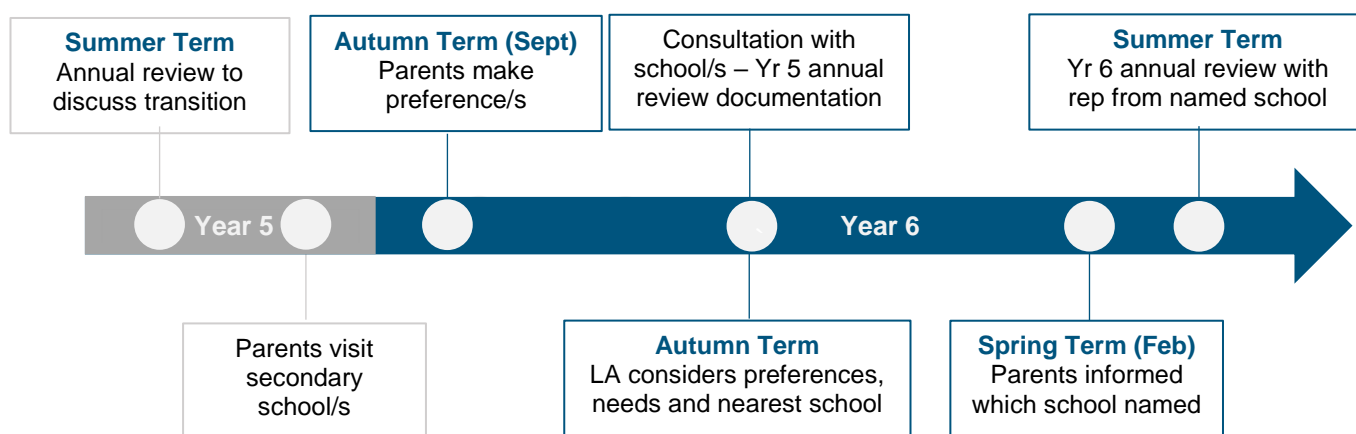 Summer Term
Annual review to
discuss transition
Autumn Term (Sept)
Parents make
preference/s
Consultation with
school/s – Yr 5 annual
review documentation
Summer Term
Yr 6 annual review with
rep from named school
Year 5
Year 6
Parents visit
secondary
school/s
Autumn Term
LA considers preferences,
needs and nearest school
Spring Term (Feb)
Parents informed
which school named